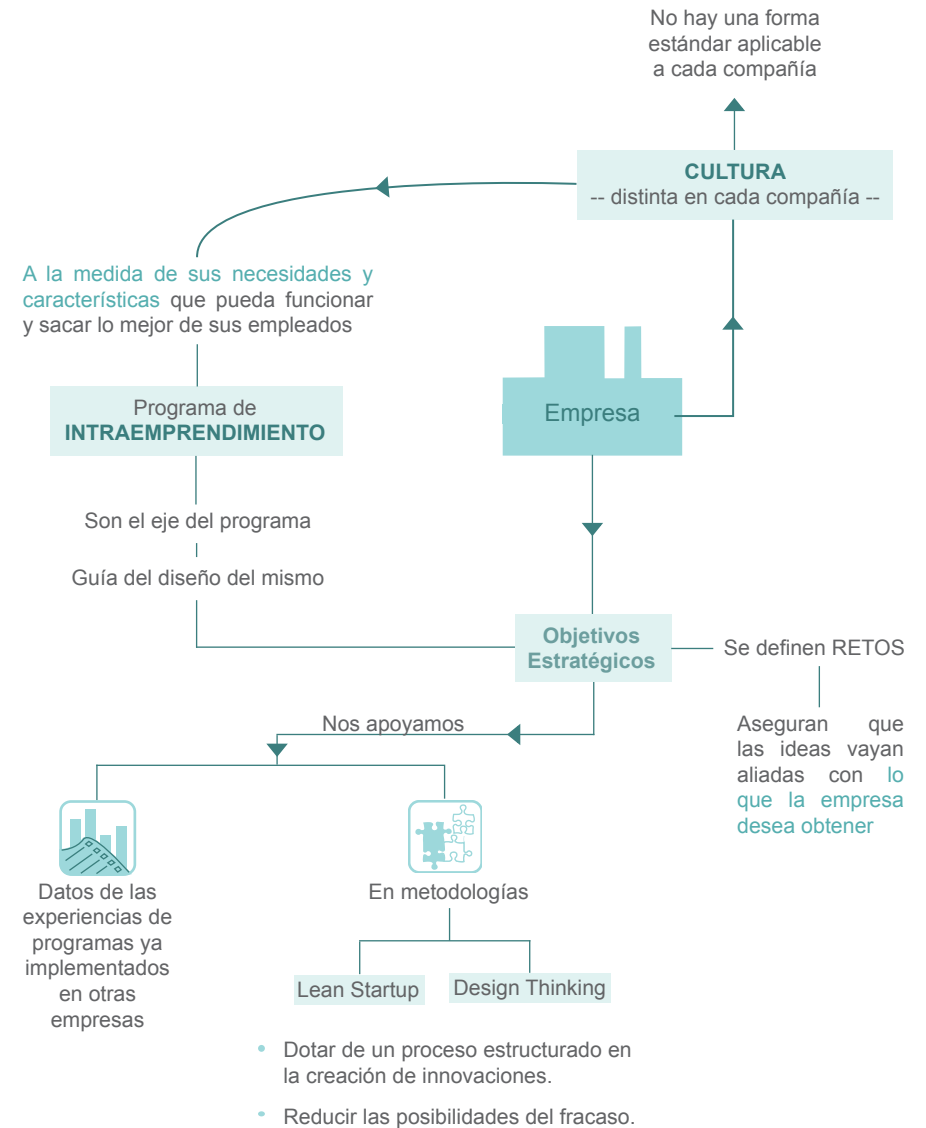 No hay una forma
estándar aplicable
a cada compañía
CULTURA
-- distinta en cada compañía --
A la medida de sus necesidades y
características que pueda funcionar
y sacar lo mejor de sus empleados
Programa de
INTRAEMPRENDIMIENTO
Empresa
Son el eje del programa
Guía del diseño del mismo
Objetivos
Estratégicos
Se definen RETOS
Aseguran que
las ideas vayan
aliadas con lo
que la empresa
desea obtener
Nos apoyamos
Datos de las
experiencias de
programas ya
implementados
en otras
empresas
En metodologías
Lean Startup
Design Thinking
• Dotar de un proceso estructurado en
la creación de innovaciones.
• Reducir las posibilidades del fracaso.